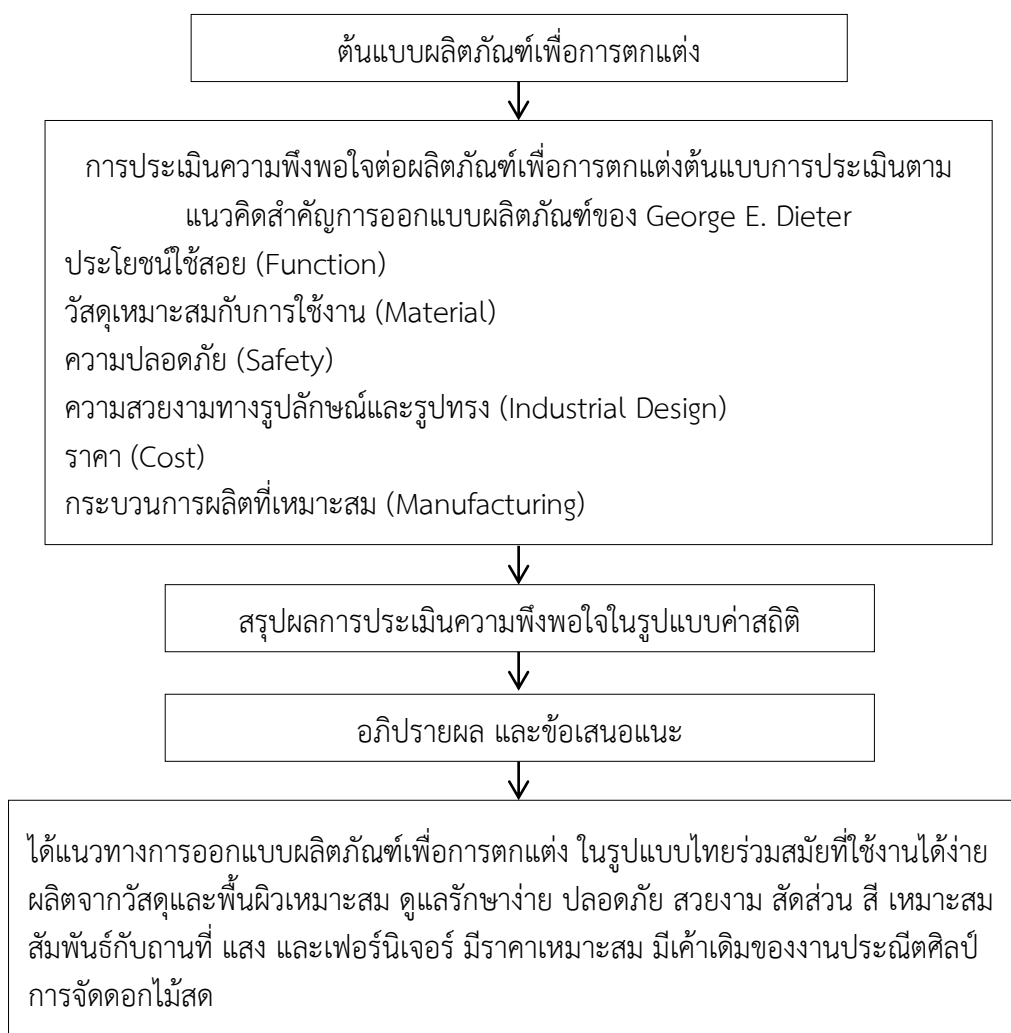 ต้นแบบผลิตภัณฑ์เพื่อการตกแต่ง
การประเมินความพึงพอใจต่อผลิตภัณฑ์เพื่อการตกแต่งต้นแบบการประเมินตาม
แนวคิดสำคัญการออกแบบผลิตภัณฑ์ของ George E. Dieter
ประโยชน์ใช้สอย (Function)
วัสดุเหมาะสมกับการใช้งาน (Material)
ความปลอดภัย (Safety)
ความสวยงามทางรูปลักษณ์และรูปทรง (Industrial Design)
ราคา (Cost)
กระบวนการผลิตที่เหมาะสม (Manufacturing)
สรุปผลการประเมินความพึงพอใจในรูปแบบค่าสถิติ
อภิปรายผล และข้อเสนอแนะ
ได้แนวทางการออกแบบผลิตภัณฑ์เพื่อการตกแต่ง ในรูปแบบไทยร่วมสมัยที่ใช้งานได้ง่าย
ผลิตจากวัสดุและพื้นผิวเหมาะสม ดูแลรักษาง่าย ปลอดภัย สวยงาม สัดส่วน สี เหมาะสม
สัมพันธ์กับถานที่ แสง และเฟอร์นิเจอร์ มีราคาเหมาะสม มีเค้าเดิมของงานประณีตศิลป์
การจัดดอกไม้สด